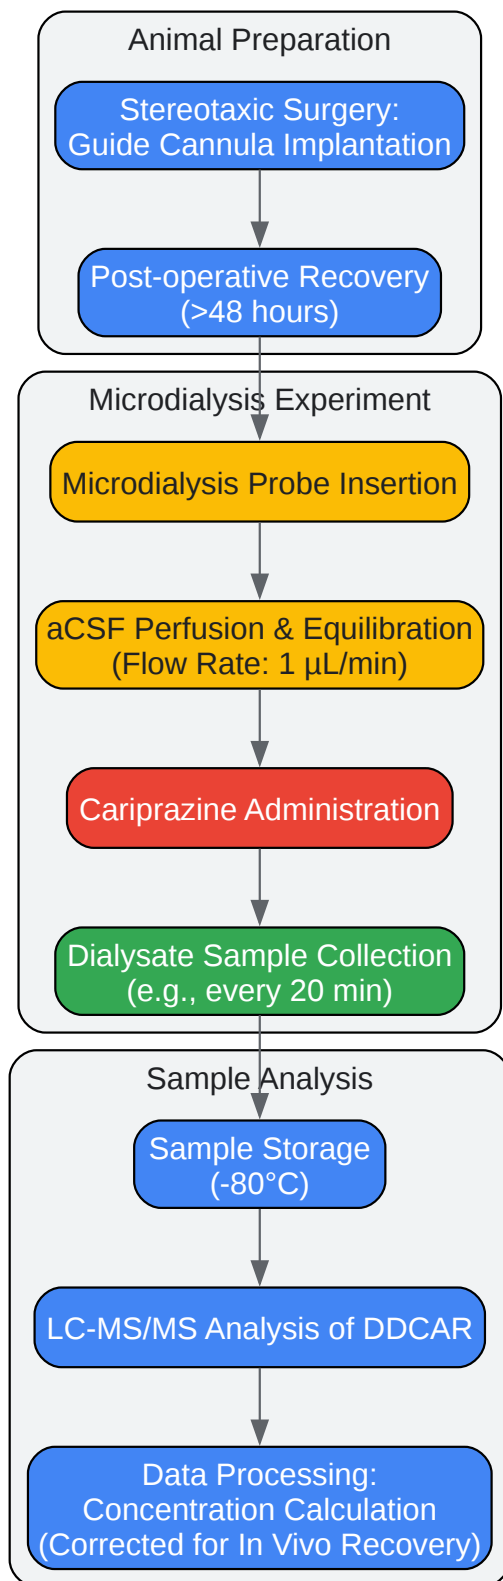 Animal Preparation
Stereotaxic Surgery:
Guide Cannula Implantation
Post-operative Recovery
(>48 hours)
Microdialysis Experiment
Microdialysis Probe Insertion
aCSF Perfusion & Equilibration
(Flow Rate: 1 µL/min)
Cariprazine Administration
Dialysate Sample Collection
(e.g., every 20 min)
Sample Analysis
Sample Storage
(-80°C)
LC-MS/MS Analysis of DDCAR
Data Processing:
Concentration Calculation
(Corrected for In Vivo Recovery)